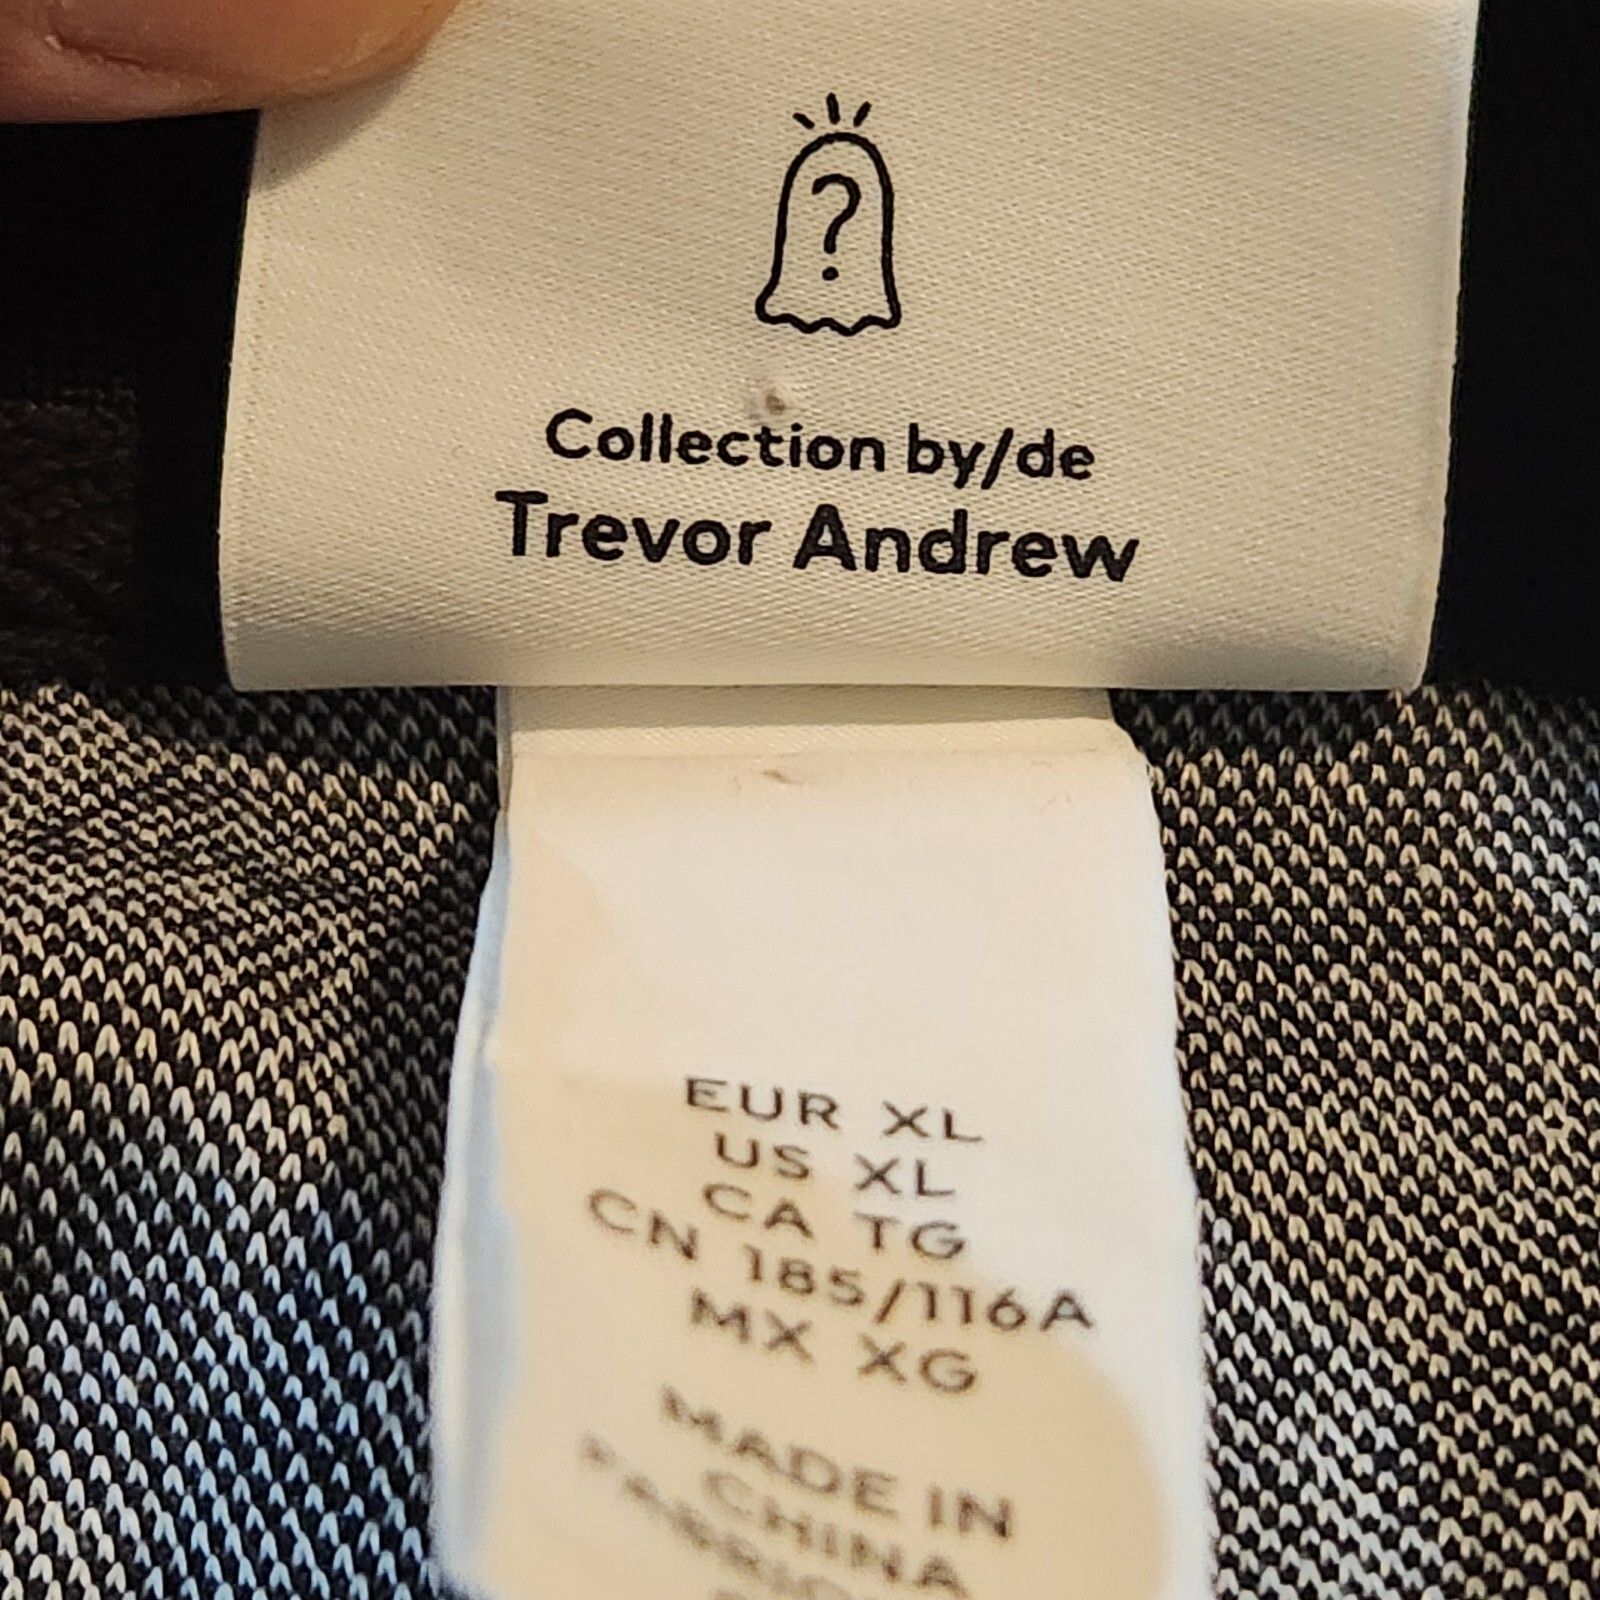 ?
Collection by/de
Trevor Andrew
EUR XL
US XL
CA TG
CN 185/116A
MX XG
MADE IN
CHINA